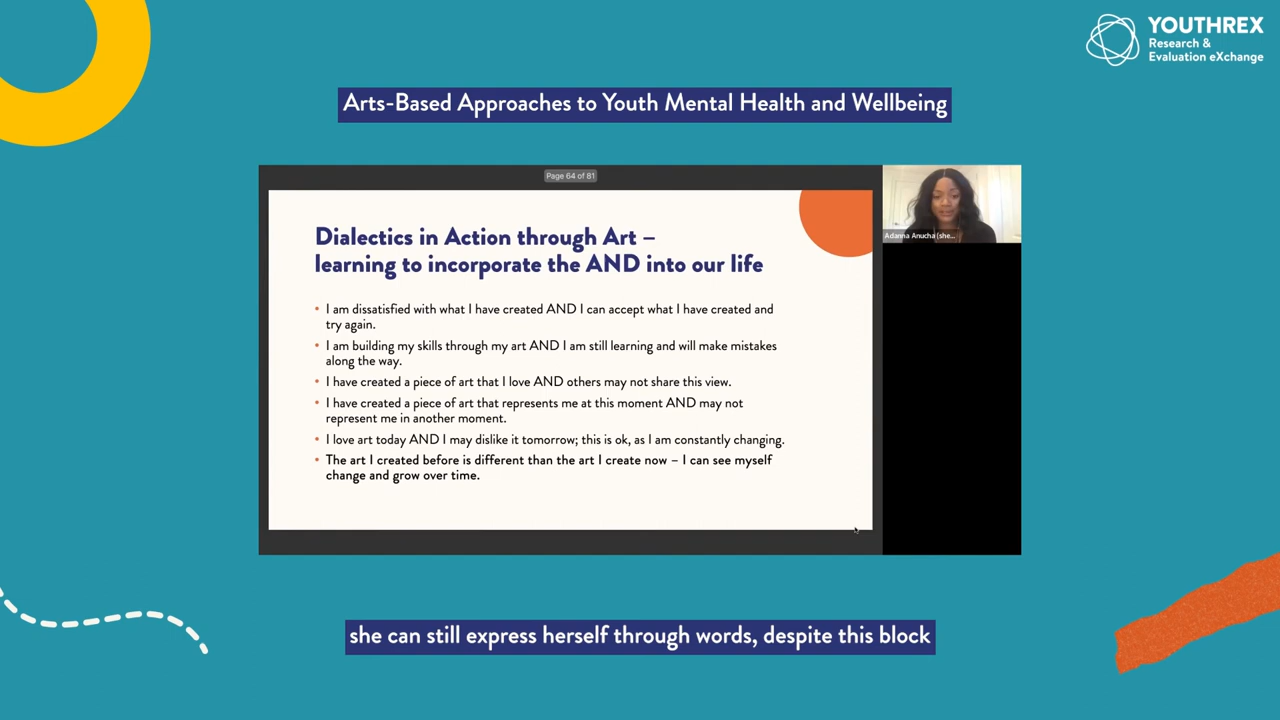 YOUTHREX
Research &
Evaluation eXchange
Arts-Based Approaches to Youth Mental Health and Wellbeing
Page 64 of 81
Dialectics in Action through Art –
learning to incorporate the AND into our life
• I am dissatisfied with what I have created AND I can accept what I have created and
try again.
• I am building my skills through my art AND I am still learning and will make mistakes
along the way.
• I have created a piece of art that I love AND others may not share this view.
• I have created a piece of art that represents me at this moment AND may not
represent me in another moment.
• I love art today AND I may dislike it tomorrow; this is ok, as I am constantly changing.
• The art I created before is different than the art I create now – I can see myself
change and grow over time.
Adanna Anucha (she...
she can still express herself through words, despite this block